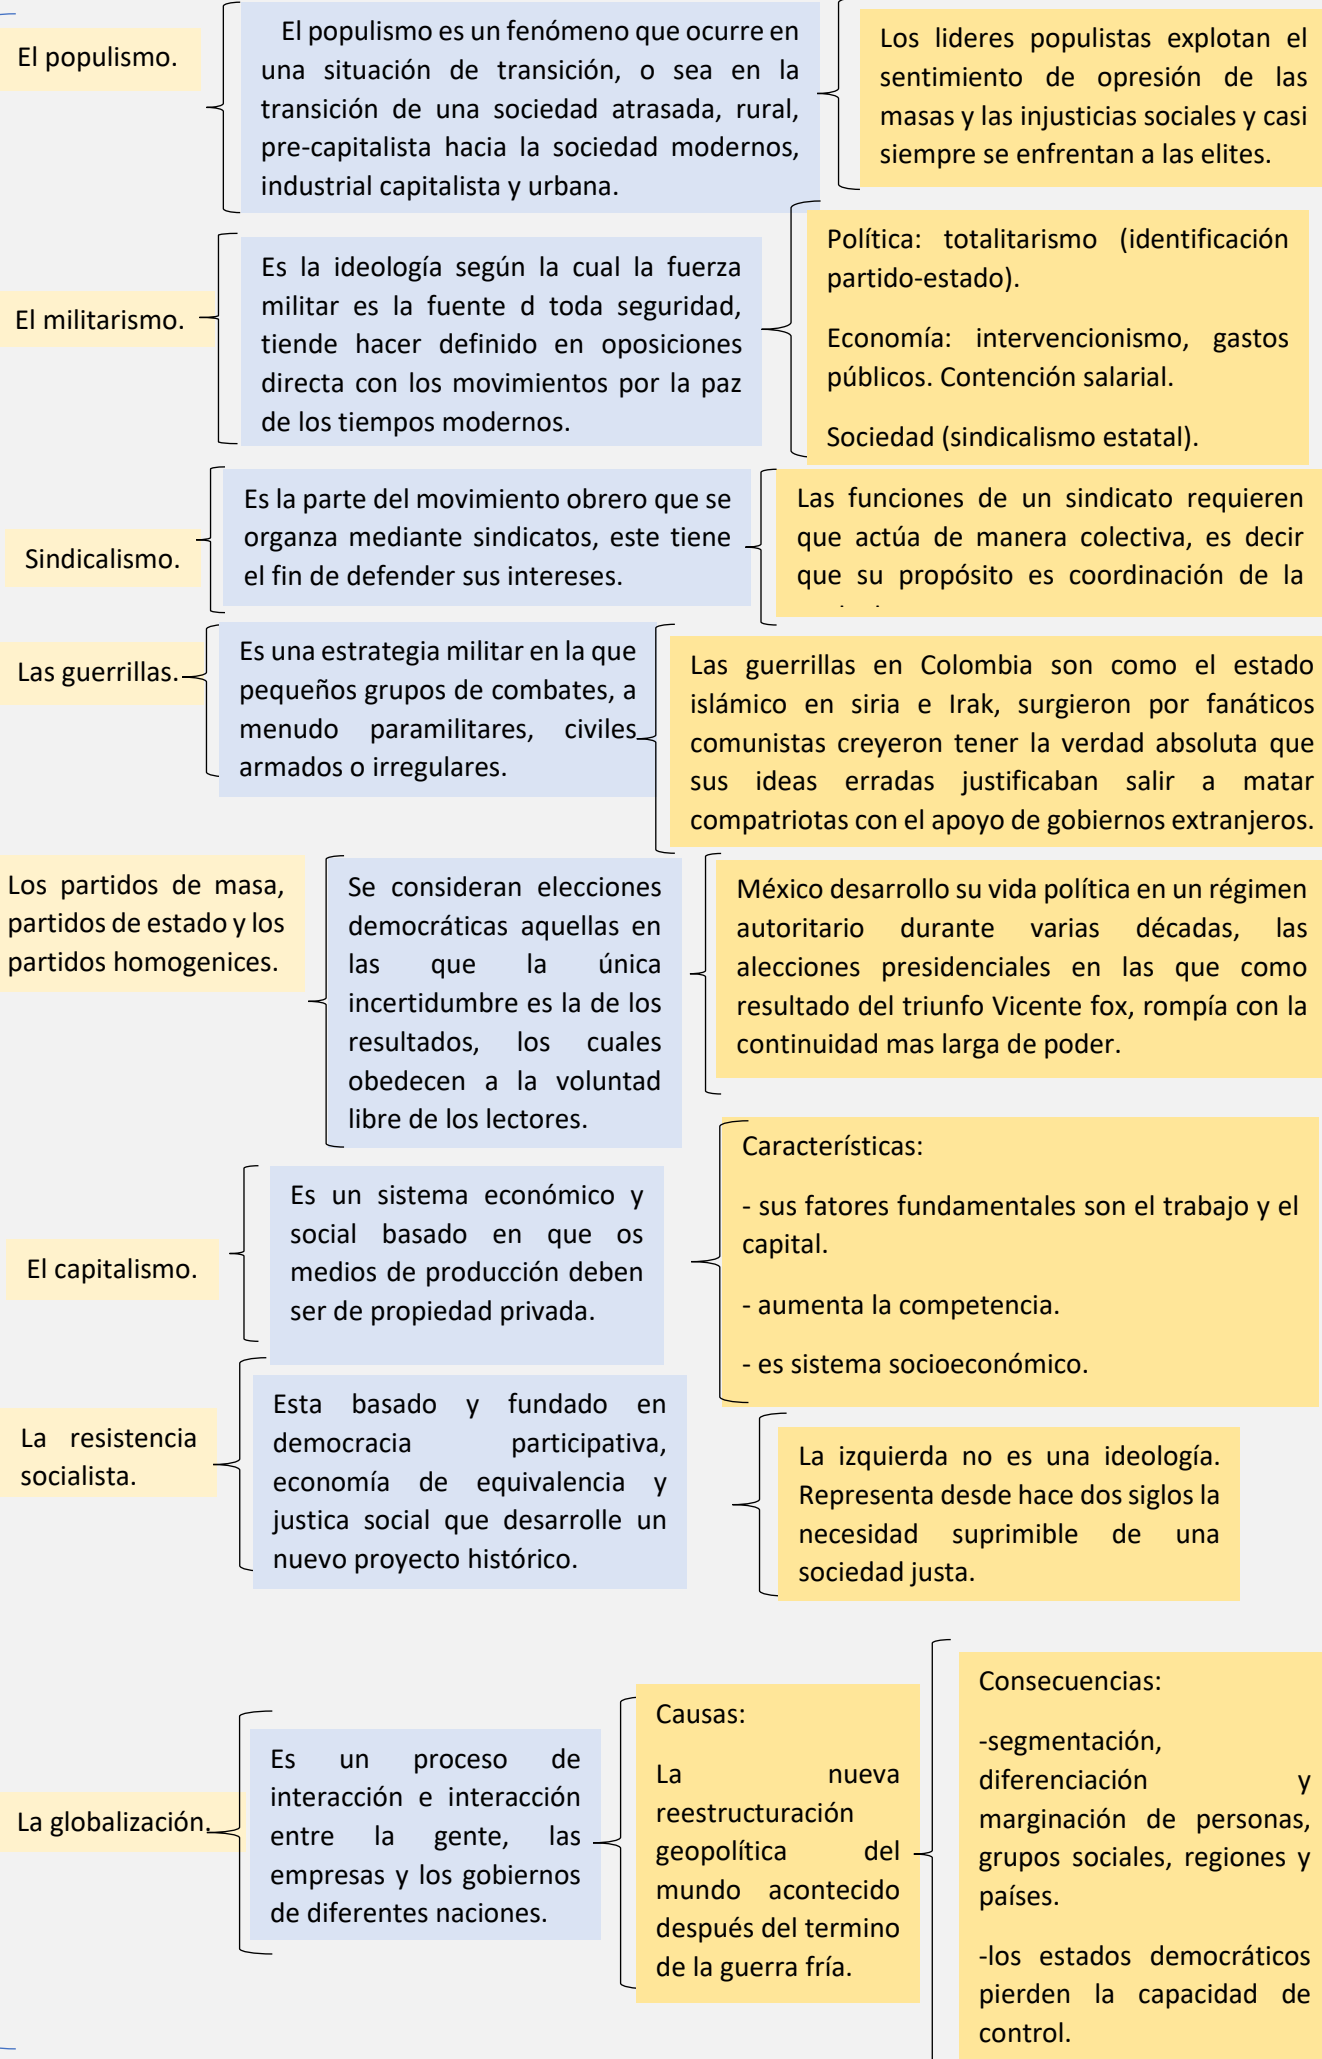 El populismo.
El populismo es un fenómeno que ocurre en
una situación de transición, o sea en la
transición de una sociedad atrasada, rural,
pre-capitalista hacia la sociedad modernos,
industrial capitalista y urbana.
Los lideres populistas explotan el
sentimiento de opresión de las
masas y las injusticias sociales y casi
siempre se enfrentan a las elites.
El militarismo.
Es la ideología según la cual la fuerza
militar es la fuente d toda seguridad,
tiende hacer definido en oposiciones
directa con los movimientos por la paz
de los tiempos modernos.
Política: totalitarismo (identificación
partido-estado).
Economía: intervencionismo, gastos
públicos. Contención salarial.
Sociedad (sindicalismo estatal).
Sindicalismo.
Es la parte del movimiento obrero que se
organza mediante sindicatos, este tiene
el fin de defender sus intereses.
Las funciones de un sindicato requieren
que actúa de manera colectiva, es decir
que su propósito es coordinación de la
Las guerrillas.
Es una estrategia militar en la que
pequeños grupos de combates, a
menudo paramilitares, civiles
armados o irregulares.
Las guerrillas en Colombia son como el estado
islámico en siria e Irak, surgieron por fanáticos
comunistas creyeron tener la verdad absoluta que
sus ideas erradas justificaban salir a matar
compatriotas con el apoyo de gobiernos extranjeros.
Los partidos de masa,
partidos de estado y los
partidos homogenices.
Se consideran elecciones
democráticas aquellas en
las que la única
incertidumbre es la de los
resultados, los cuales
obedecen a la voluntad
libre de los lectores.
México desarrollo su vida política en un régimen
autoritario durante varias décadas, las
alecciones presidenciales en las que como
resultado del triunfo Vicente fox, rompía con la
continuidad mas larga de poder.
El capitalismo.
Es un sistema económico y
social basado en que os
medios de producción deben
ser de propiedad privada.
Características:
- sus fatores fundamentales son el trabajo y el
capital.
- aumenta la competencia.
- es sistema socioeconómico.
La resistencia
socialista.
Esta basado y fundado en
democracia participativa,
economía de equivalencia y
justica social que desarrolle un
nuevo proyecto histórico.
La izquierda no es una ideología.
Representa desde hace dos siglos la
necesidad suprimible de una
sociedad justa.
La globalización.
Es un proceso de
interacción e interacción
entre la gente, las
empresas y los gobiernos
de diferentes naciones.
Causas:
La nueva
reestructuración
geopolítica del
mundo acontecido
después del termino
de la guerra fría.
Consecuencias:
-segmentación,
diferenciación y
marginación de personas,
grupos sociales, regiones y
países.
-los estados democráticos
pierden la capacidad de
control.